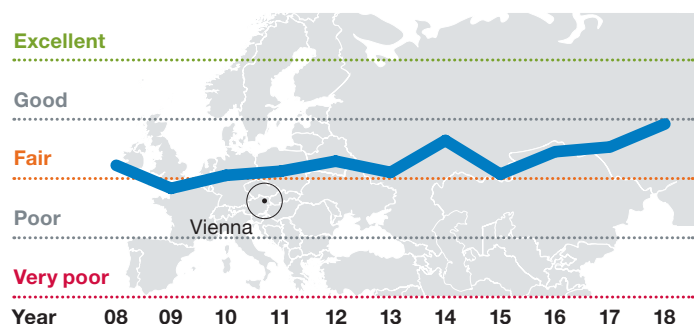 Excellent
Good
Fair
Poor
Vienna
Very poor
Year 08 09 10 11 12 13 14 15 16 17 18